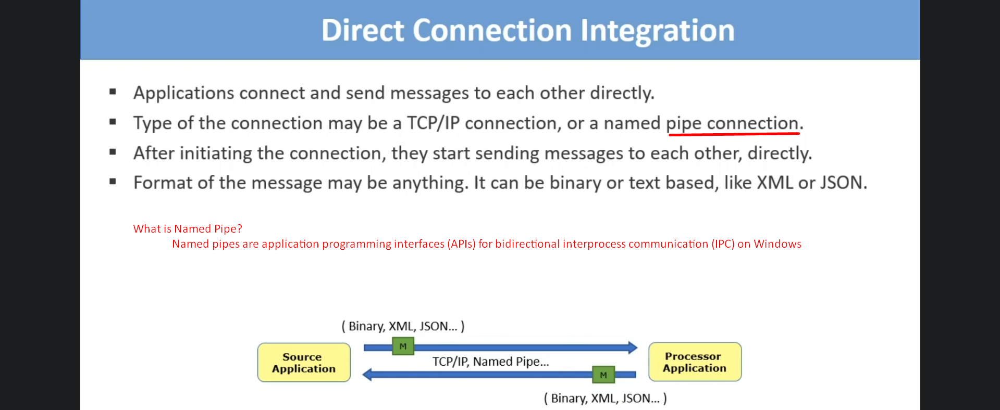 Direct Connection Integration
▪ Applications connect and send messages to each other directly.
▪ Type of the connection may be a TCP/IP connection, or a named pipe connection.
▪ After initiating the connection, they start sending messages to each other, directly.
▪ Format of the message may be anything. It can be binary or text based, like XML or JSON.
What is Named Pipe?
Named pipes are application programming interfaces (APIs) for bidirectional interprocess communication (IPC) on Windows
( Binary, XML, JSON... )
M
Source
Application
TCP/IP, Named Pipe...
Processor
Application
M
( Binary, XML, JSON... )